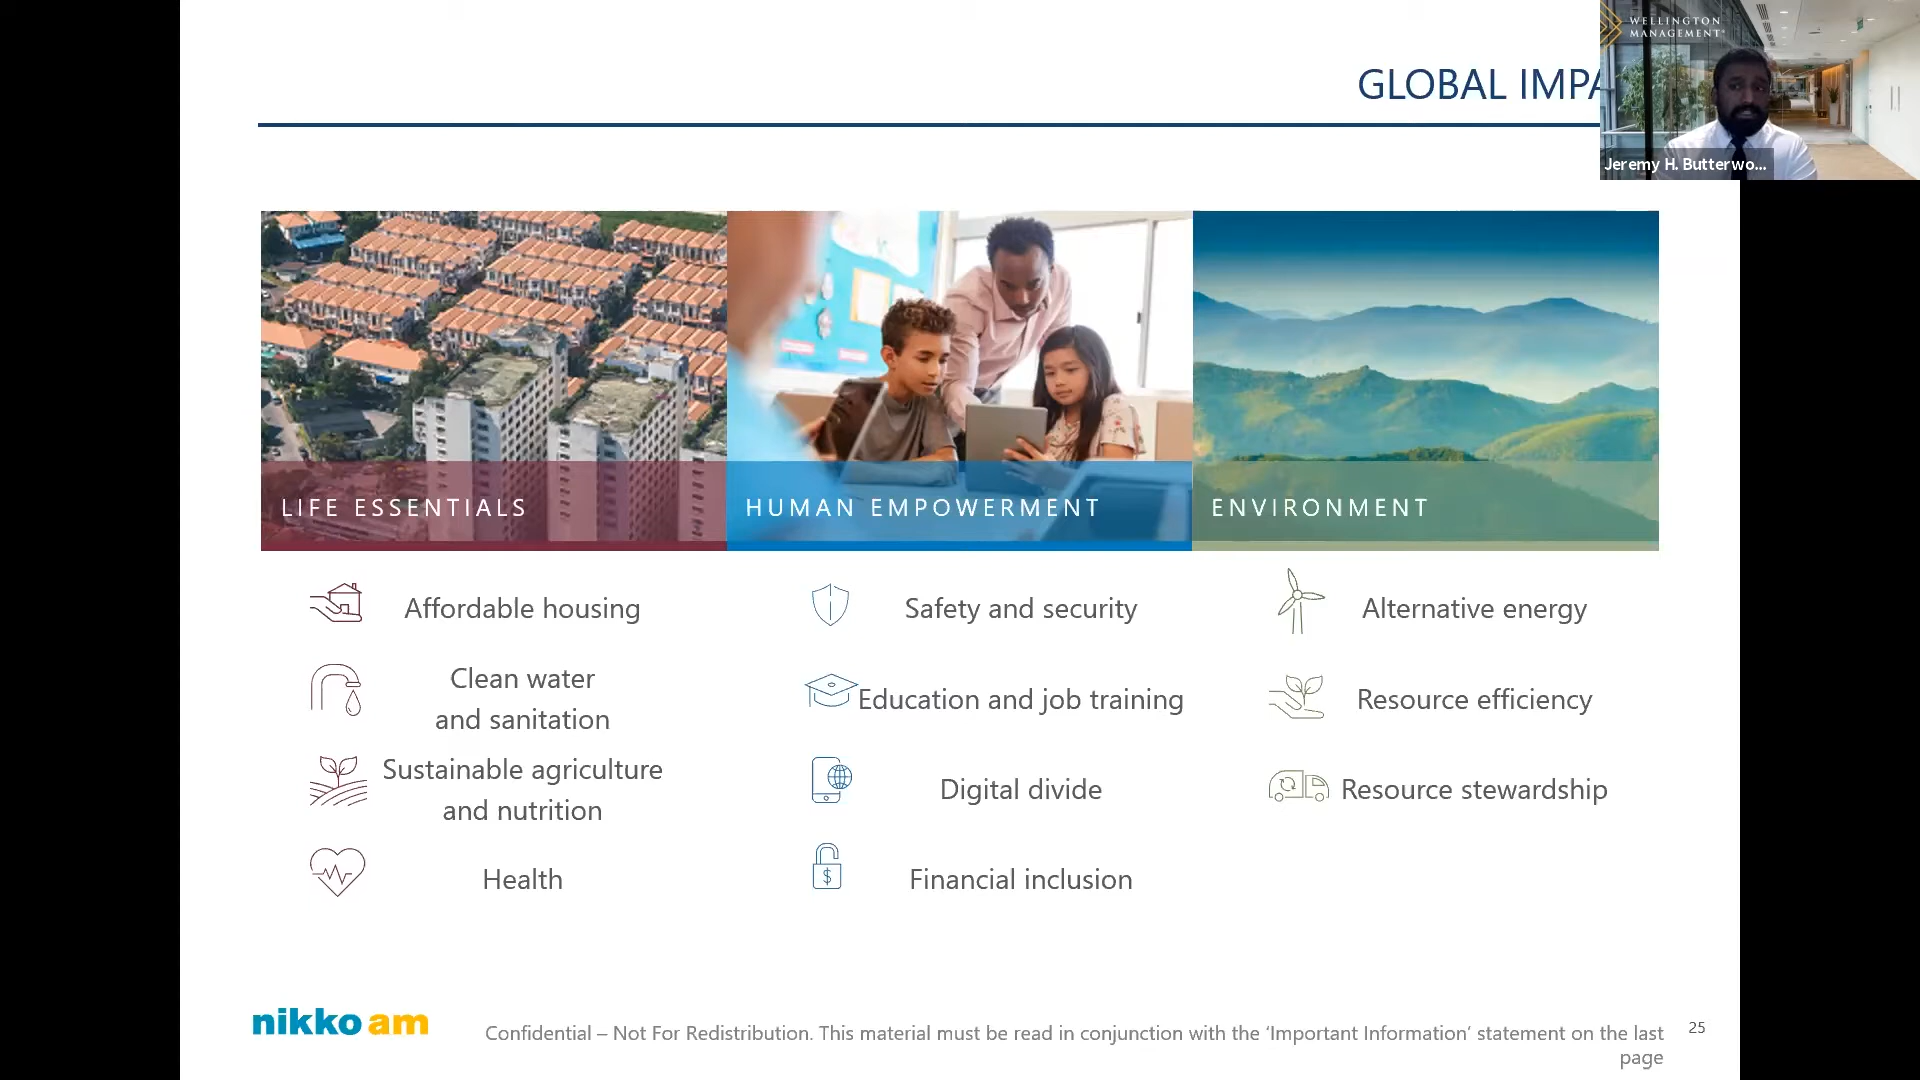 WELLINGTON
MANAGEMENT®
GLOBAL IMPA
Jeremy H. Butterwo...
LIFE ESSENTIALS
HUMAN EMPOWERMENT
ENVIRONMENT
Affordable housing
Clean water
and sanitation
Sustainable agriculture
and nutrition
Health
Safety and security
Education and job training
Digital divide
$
Financial inclusion
Alternative energy
Resource efficiency
Resource stewardship
nikko am
Confidential – Not For Redistribution. This material must be read in conjunction with the ‘Important Information’ statement on the last
page
25